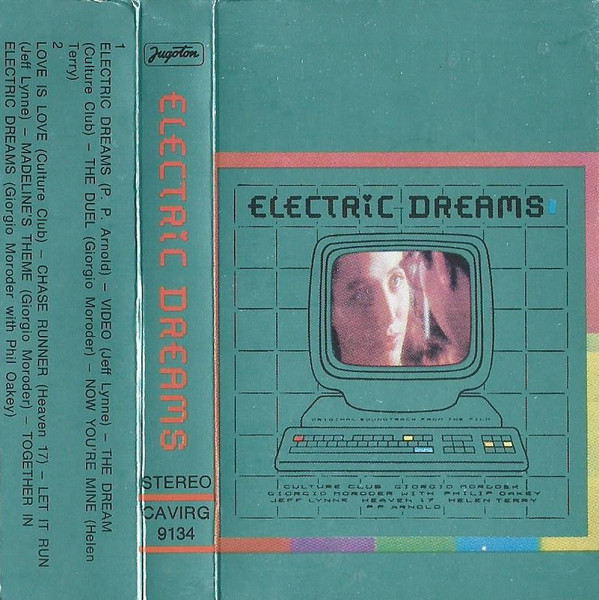 1
ELECTRIC DREAMS (P. P. Arnold) – VIDEO (Jeff Lynne) – THE DREAM
(Culture Club) – THE DUEL (Giorgio Moroder) – NOW YOU'RE MINE (Helen
Terry)
2
LOVE IS LOVE (Culture Club) – CHASE RUNNER (Heaven 17) – LET IT RUN
(Jeff Lynne) – MADELINE'S THEME (Giorgio Moroder) – TOGETHER IN
ELECTRIC DREAMS (Giorgio Moroder with Phil Oakey)
Jugoton
ELECTRIC DREAMS
STEREO
CAVIRG
9134
ELECTRIC DREAMS
ORIGINAL SOUNDTRACK FROM THE FILM
CULTURE CLUB GIORGIO MORODER
GIORGIO MORODER WITH PHILIP OAKEY
JEFF LYNNE HEAVEN 17 HELEN TERRY
P.P. ARNOLD